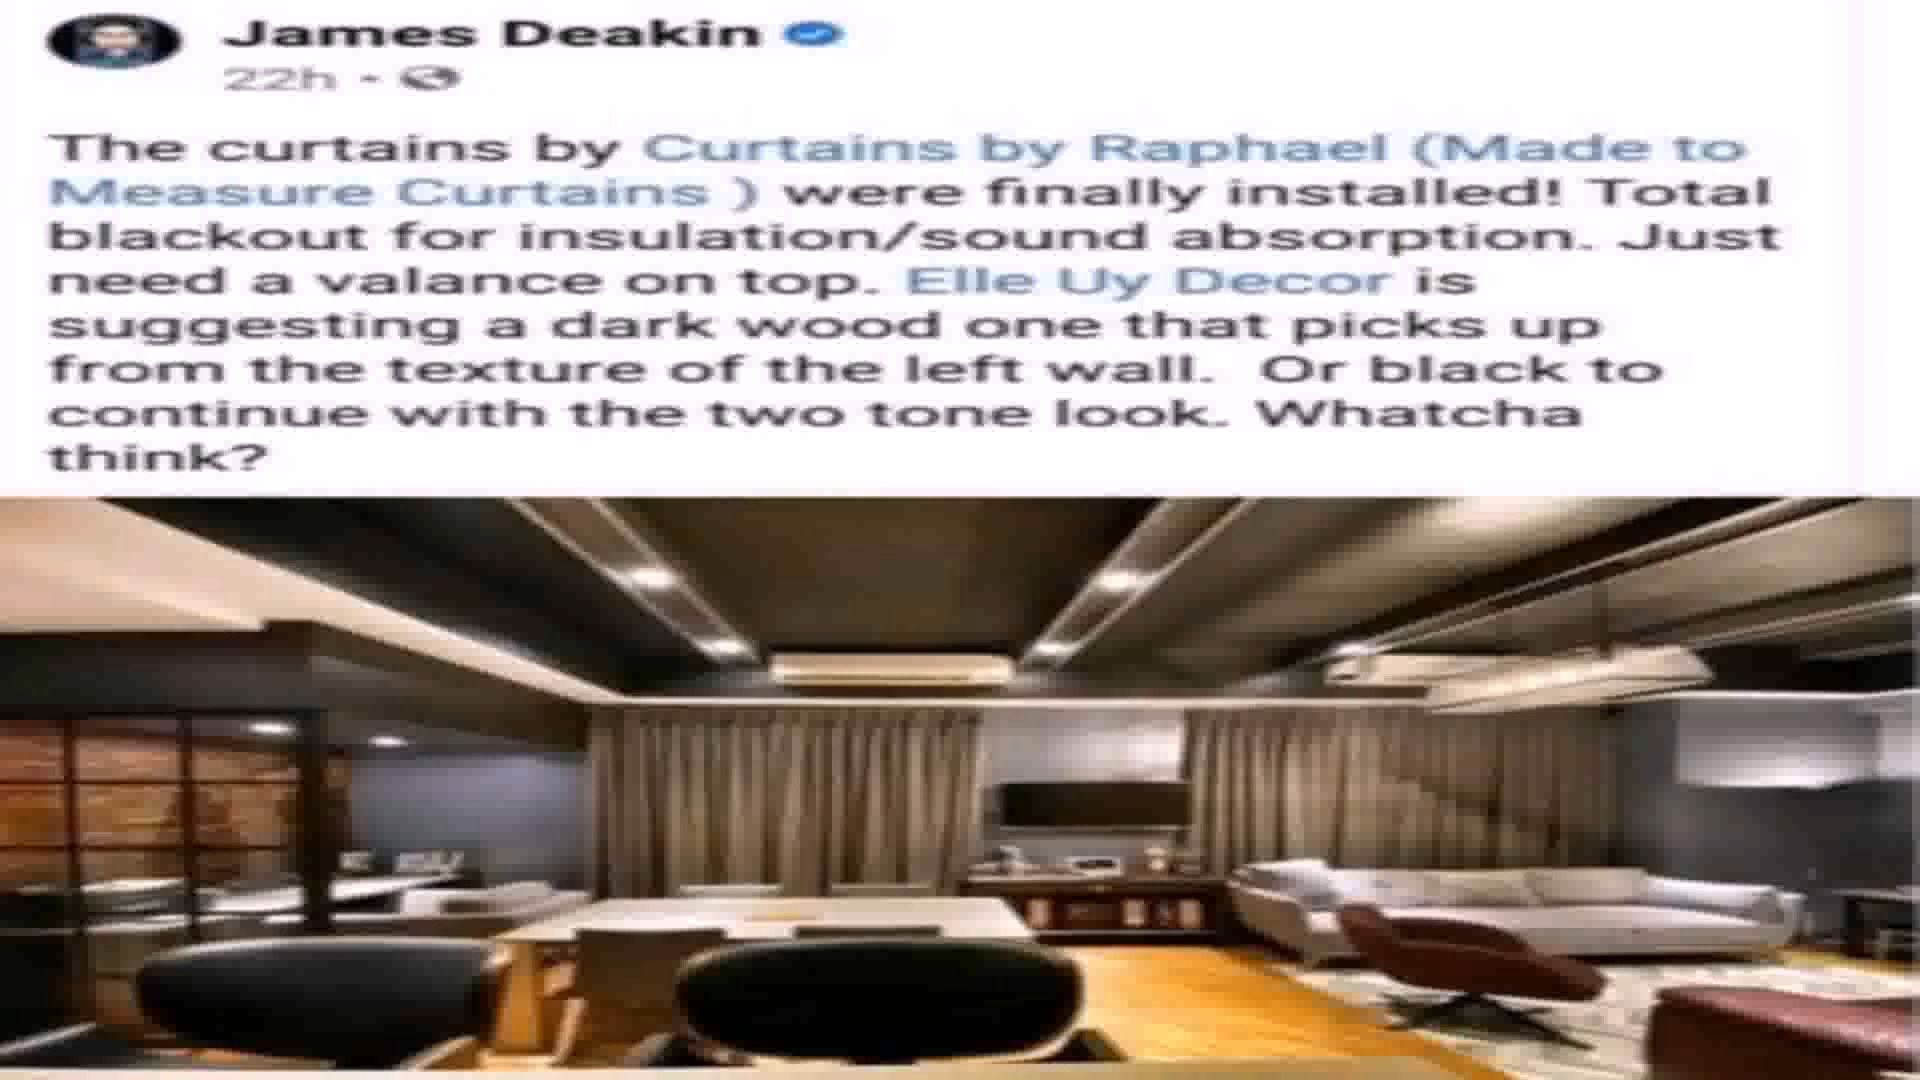 James Deakin
22h
The curtains by Curtains by Raphael (Made to
Measure Curtains ) were finally installed! Total
blackout for insulation/sound absorption. Just
need a valance on top. Elle Uy Decor is
suggesting a dark wood one that picks up
from the texture of the left wall.  Or black to
continue with the two tone look. Whatcha
think?